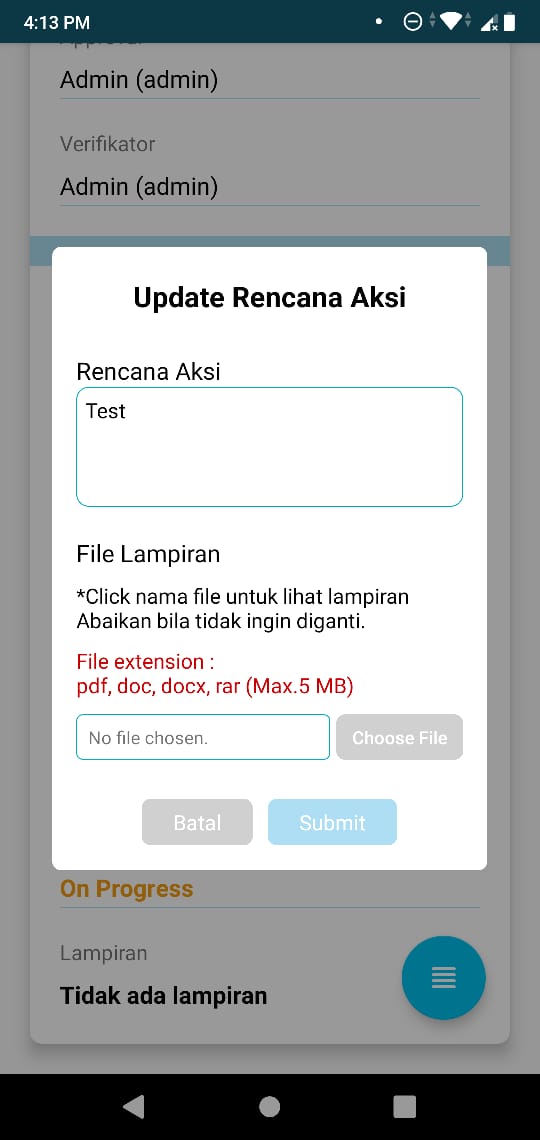 4:13 PM
Admin (admin)
Verifikator
Admin (admin)
Update Rencana Aksi
Rencana Aksi
Test
File Lampiran
*Click nama file untuk lihat lampiran
Abaikan bila tidak ingin diganti.
File extension :
pdf, doc, docx, rar (Max.5 MB)
No file chosen.
Choose File
Batal
Submit
On Progress
Lampiran
Tidak ada lampiran